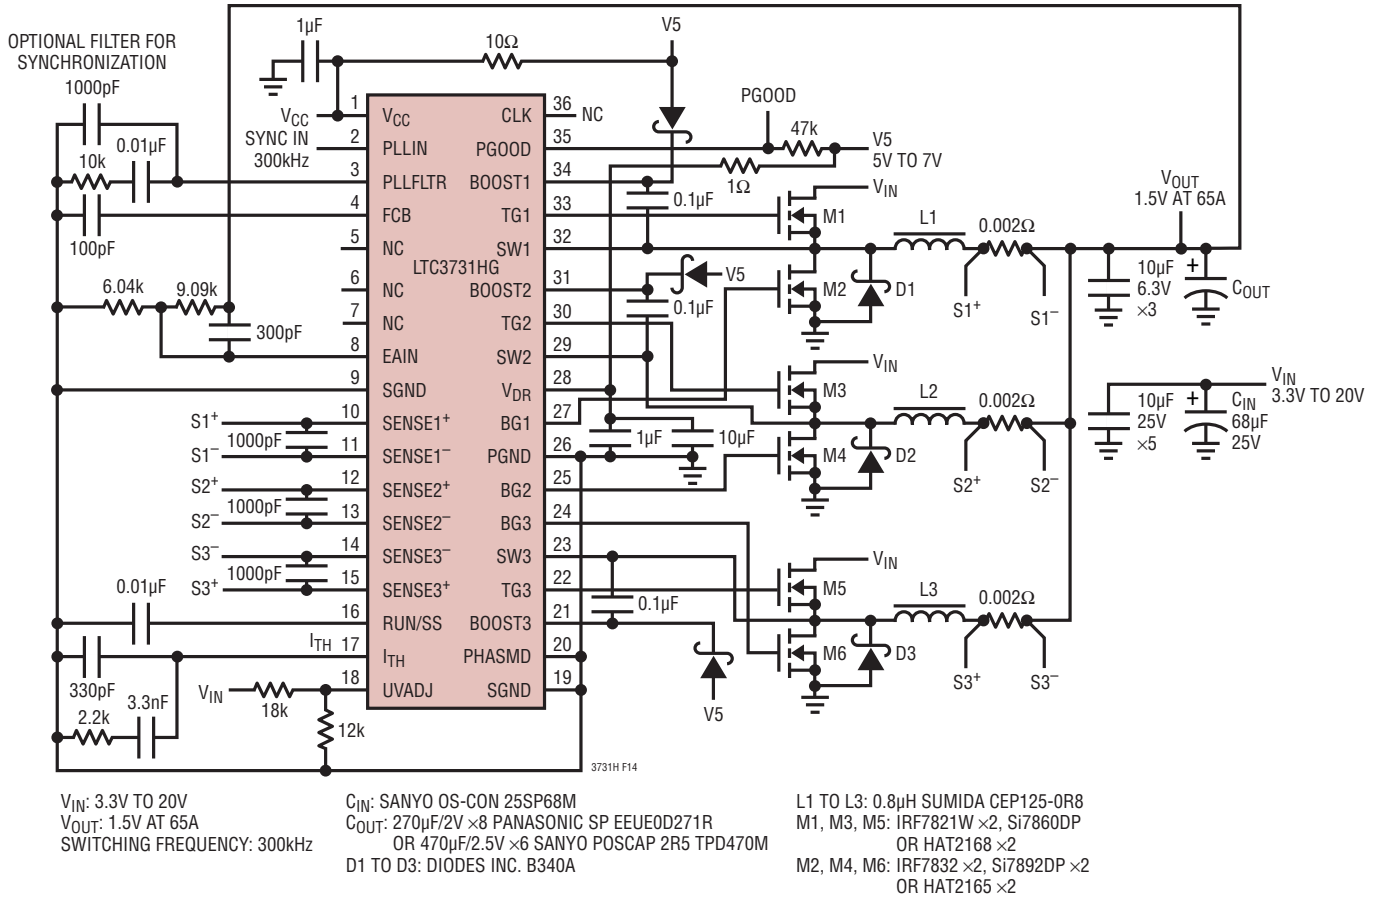 OPTIONAL FILTER FOR
SYNCHRONIZATION
1000pF
0.01µF
10k
100pF
6.04k
9.09k
300pF
1µF
10Ω
V5
VCC
SYNC IN
300kHz
1
2
3
4
5
6
7
8
9
10
11
12
13
14
15
16
17
18
VCC
PLLIN
PLLFLTR
FCB
NC
NC
NC
EAIN
SGND
SENSE1+
SENSE1−
SENSE2+
SENSE2−
SENSE3−
SENSE3+
RUN/SS
ITH
UVADJ
LTC3731HG
CLK
PGOOD
BOOST1
TG1
SW1
BOOST2
TG2
SW2
VDR
BG1
PGND
BG2
BG3
SW3
TG3
BOOST3
PHASMD
SGND
36
35
34
33
32
31
30
29
28
27
26
25
24
23
22
21
20
19
NC
PGOOD
47k
V5
5V TO 7V
1Ω
0.1µF
V5
0.1µF
1µF
10µF
0.1µF
V5
S1+
1000pF
S1−
S2+
1000pF
S2−
S3−
1000pF
S3+
0.01µF
ITH
330pF
2.2k
3.3nF
VIN
18k
12k
VIN
M1
M2
D1
L1
0.002Ω
S1+
S1−
VIN
M3
M4
D2
L2
0.002Ω
S2+
S2−
VIN
M5
M6
D3
L3
0.002Ω
S3+
S3−
VOUT
1.5V AT 65A
10µF
6.3V
×3
+
COUT
VIN
3.3V TO 20V
10µF
25V
×5
+
CIN
68µF
25V
3731H F14
VIN: 3.3V TO 20V
VOUT: 1.5V AT 65A
SWITCHING FREQUENCY: 300kHz
CIN: SANYO OS-CON 25SP68M
COUT: 270µF/2V ×8 PANASONIC SP EEUE0D271R
OR 470µF/2.5V ×6 SANYO POSCAP 2R5 TPD470M
D1 TO D3: DIODES INC. B340A
L1 TO L3: 0.8µH SUMIDA CEP125-0R8
M1, M3, M5: IRF7821W ×2, Si7860DP
OR HAT2168 ×2
M2, M4, M6: IRF7832 ×2, Si7892DP ×2
OR HAT2165 ×2